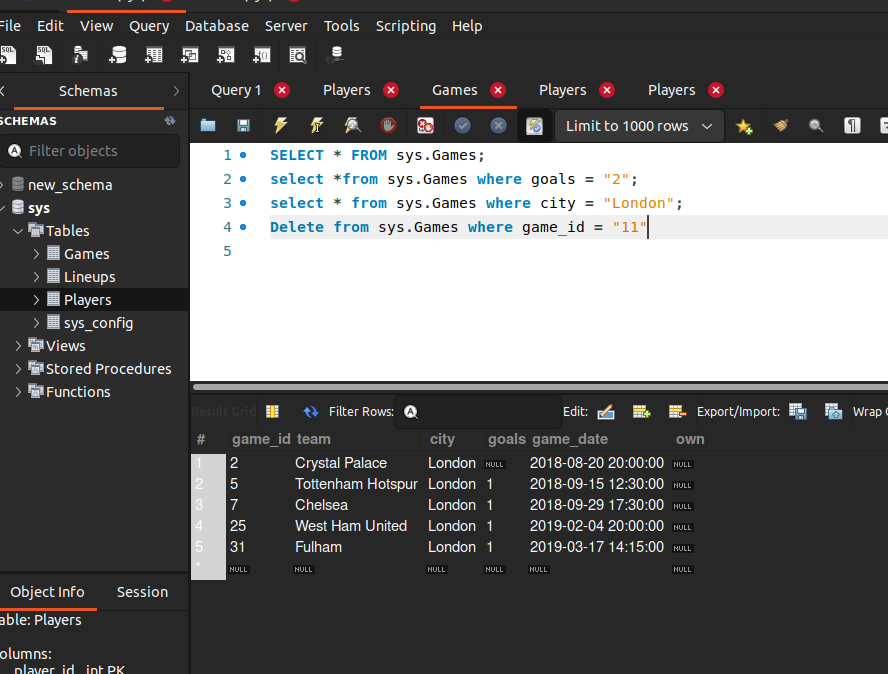 File Edit View Query Database Server Tools Scripting Help
Schemas
Query 1 Players Games Players Players
SCHEMAS
Filter objects
new_schema
sys
Tables
Games
Lineups
Players
sys_config
Views
Stored Procedures
Functions
Limit to 1000 rows
1 SELECT * FROM sys.Games;
2 select *from sys.Games where goals = "2";
3 select * from sys.Games where city = "London";
4 Delete from sys.Games where game_id = "11"
5
Result Grid Filter Rows: Edit: Export/Import: Wrap C
# game_id team city goals game_date own
1 2 Crystal Palace London NULL 2018-08-20 20:00:00 NULL
2 5 Tottenham Hotspur London 1 2018-09-15 12:30:00 NULL
3 7 Chelsea London 1 2018-09-29 17:30:00 NULL
4 25 West Ham United London 1 2019-02-04 20:00:00 NULL
5 31 Fulham London 1 2019-03-17 14:15:00 NULL
* NULL NULL NULL NULL NULL NULL
Object Info Session
able: Players
olumns:
player_id int PK